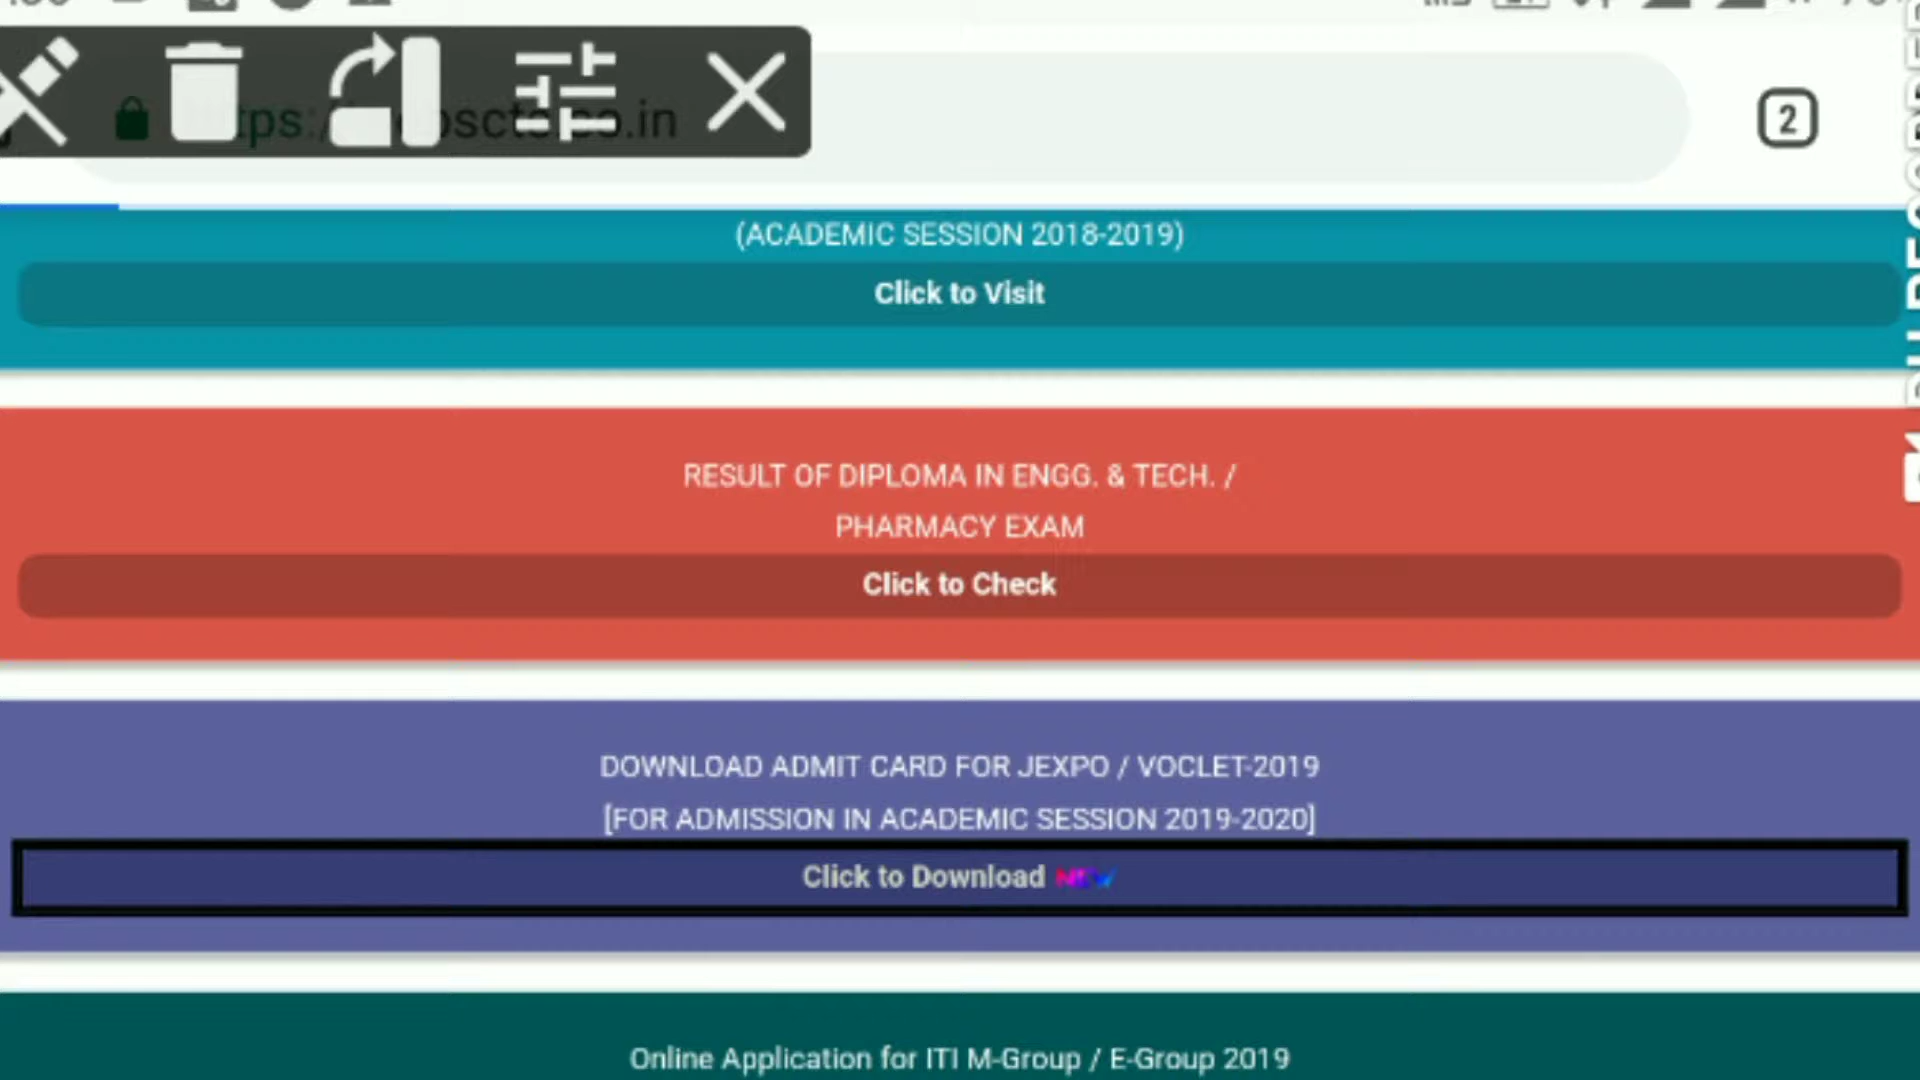 2
(ACADEMIC SESSION 2018-2019)
Click to Visit
RESULT OF DIPLOMA IN ENGG. & TECH. /
PHARMACY EXAM
Click to Check
DOWNLOAD ADMIT CARD FOR JEXPO / VOCLET-2019
[FOR ADMISSION IN ACADEMIC SESSION 2019-2020]
Click to Download NEW
Online Application for ITI M-Group / E-Group 2019